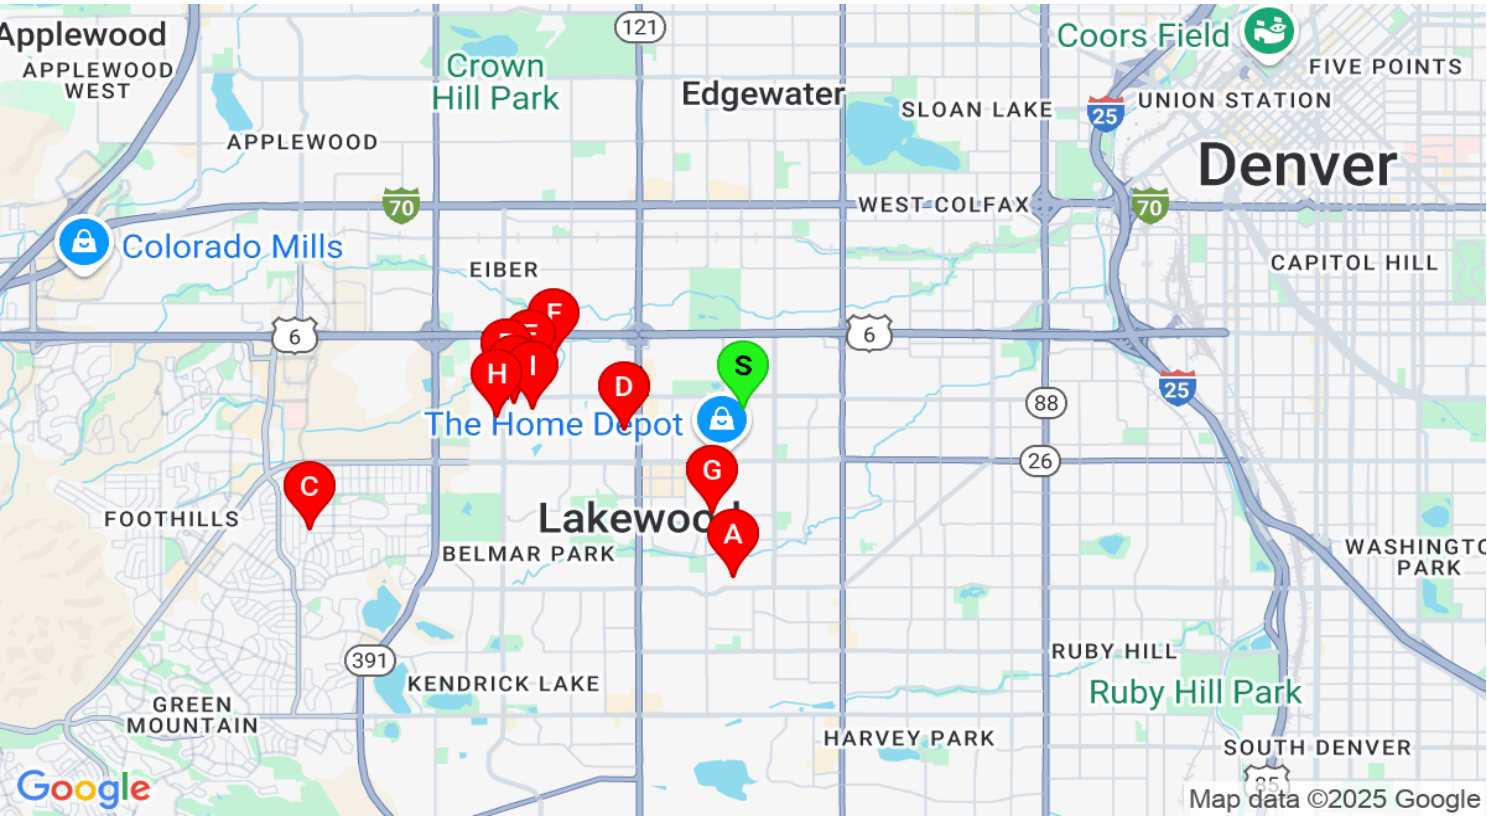 Applewood
APPLEWOOD
WEST
121
Crown
Hill Park
Edgewater
Coors Field
FIVE POINTS
UNION STATION
25
SLOAN LAKE
APPLEWOOD
Denver
70
WEST COLFAX
70
Colorado Mills
EIBER
CAPITOL HILL
6
F
E
6
S
H
I
D
25
88
The Home Depot
26
G
C
FOOTHILLS
Lakewood
A
BELMAR PARK
WASHINGTO
PARK
391
RUBY HILL
KENDRICK LAKE
Ruby Hill Park
GREEN
MOUNTAIN
HARVEY PARK
SOUTH DENVER
85
Google
Map data ©2025 Google